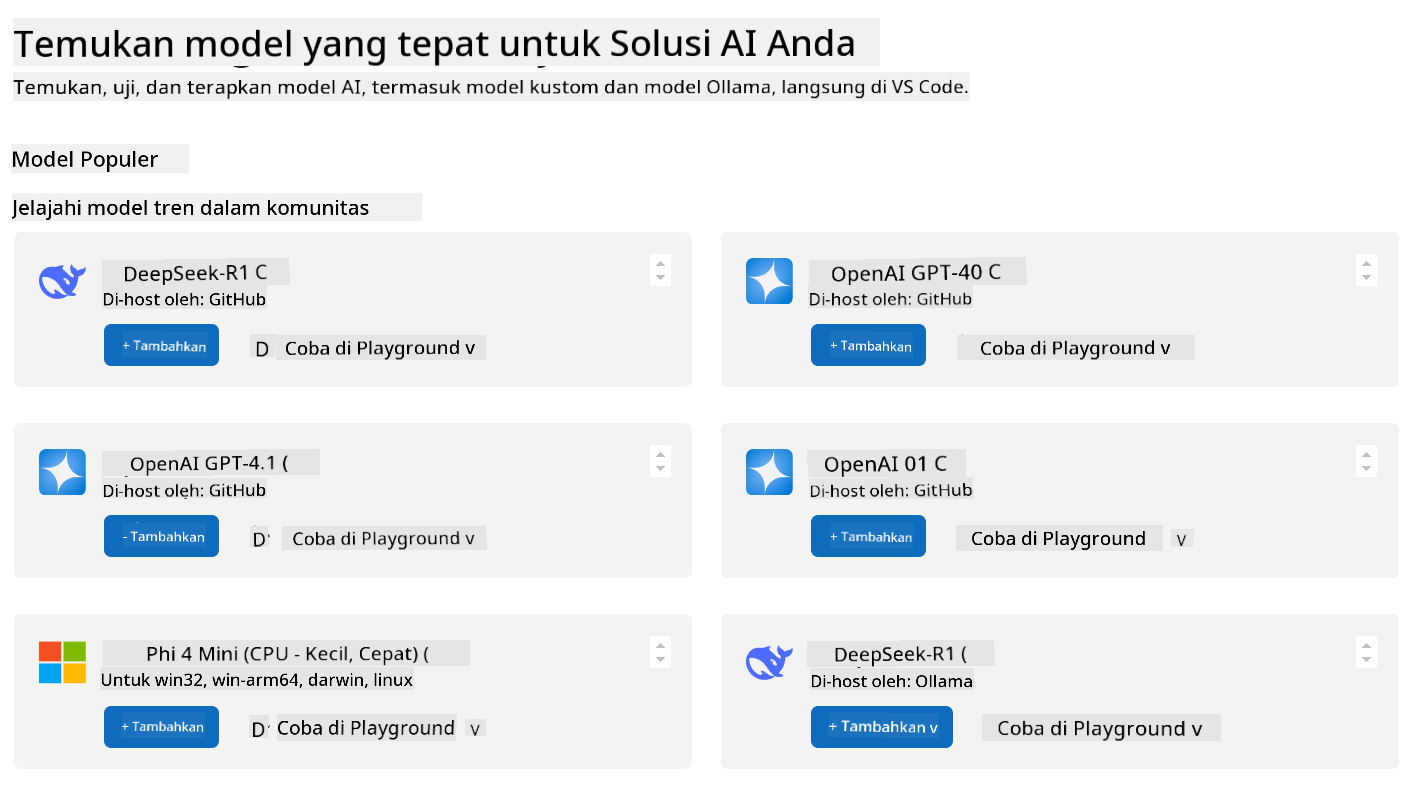 Temukan model yang tepat untuk Solusi AI Anda
Temukan, uji, dan terapkan model AI, termasuk model kustom dan model Ollama, langsung di VS Code.
Model Populer
Jelajahi model tren dalam komunitas
DeepSeek-R1 C
Di-host oleh: GitHub
+ Tambahkan
D Coba di Playground v
OpenAI GPT-40 C
Di-host oleh: GitHub
+ Tambahkan
Coba di Playground v
OpenAI GPT-4.1 (
Di-host oleh: GitHub
- Tambahkan
D Coba di Playground v
OpenAI 01 C
Di-host oleh: GitHub
+ Tambahkan
Coba di Playground v
Phi 4 Mini (CPU - Kecil, Cepat) (
Untuk win32, win-arm64, darwin, linux
+ Tambahkan
D Coba di Playground v
DeepSeek-R1 (
Di-host oleh: Ollama
+ Tambahkan v
Coba di Playground v